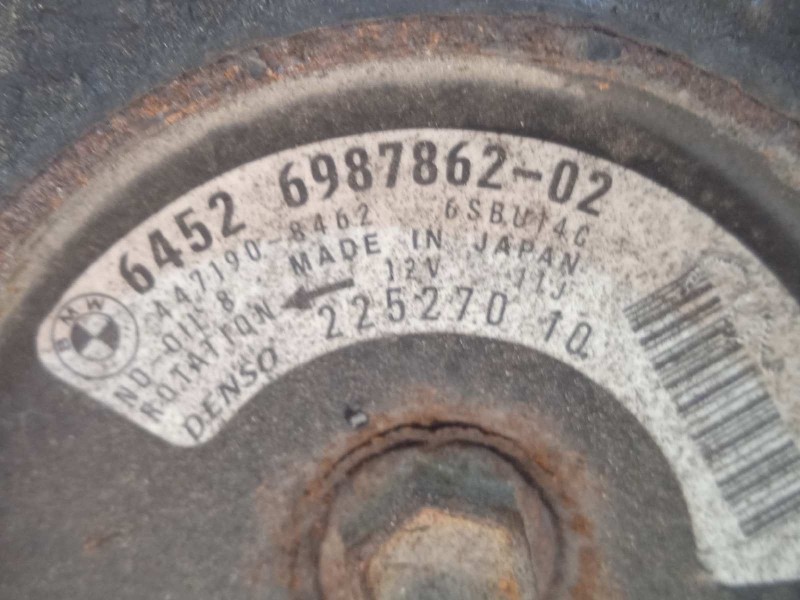 6452 6987862-02
447190-8462 6SBU14C
MADE IN JAPAN
ND-OIL 8 12V 11J
ROTATION
DENSO 225270 10
BMW